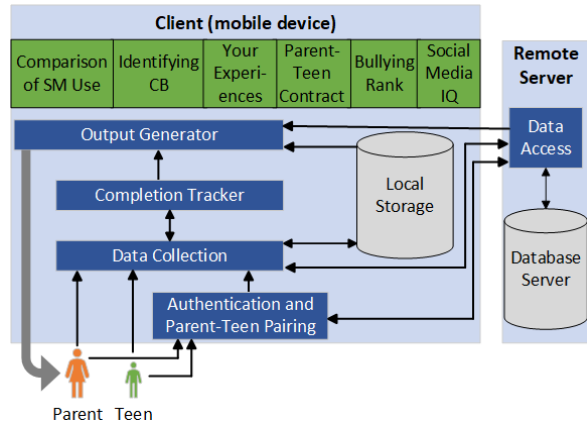 Client (mobile device)
Comparison
of SM Use
Identifying
CB
Your
Experi-
ences
Parent-
Teen
Contract
Bullying
Rank
Social
Media
IQ
Remote
Server
Output Generator
Data
Access
Completion Tracker
Local
Storage
Data Collection
Database
Server
Authentication and
Parent-Teen Pairing
Parent
Teen